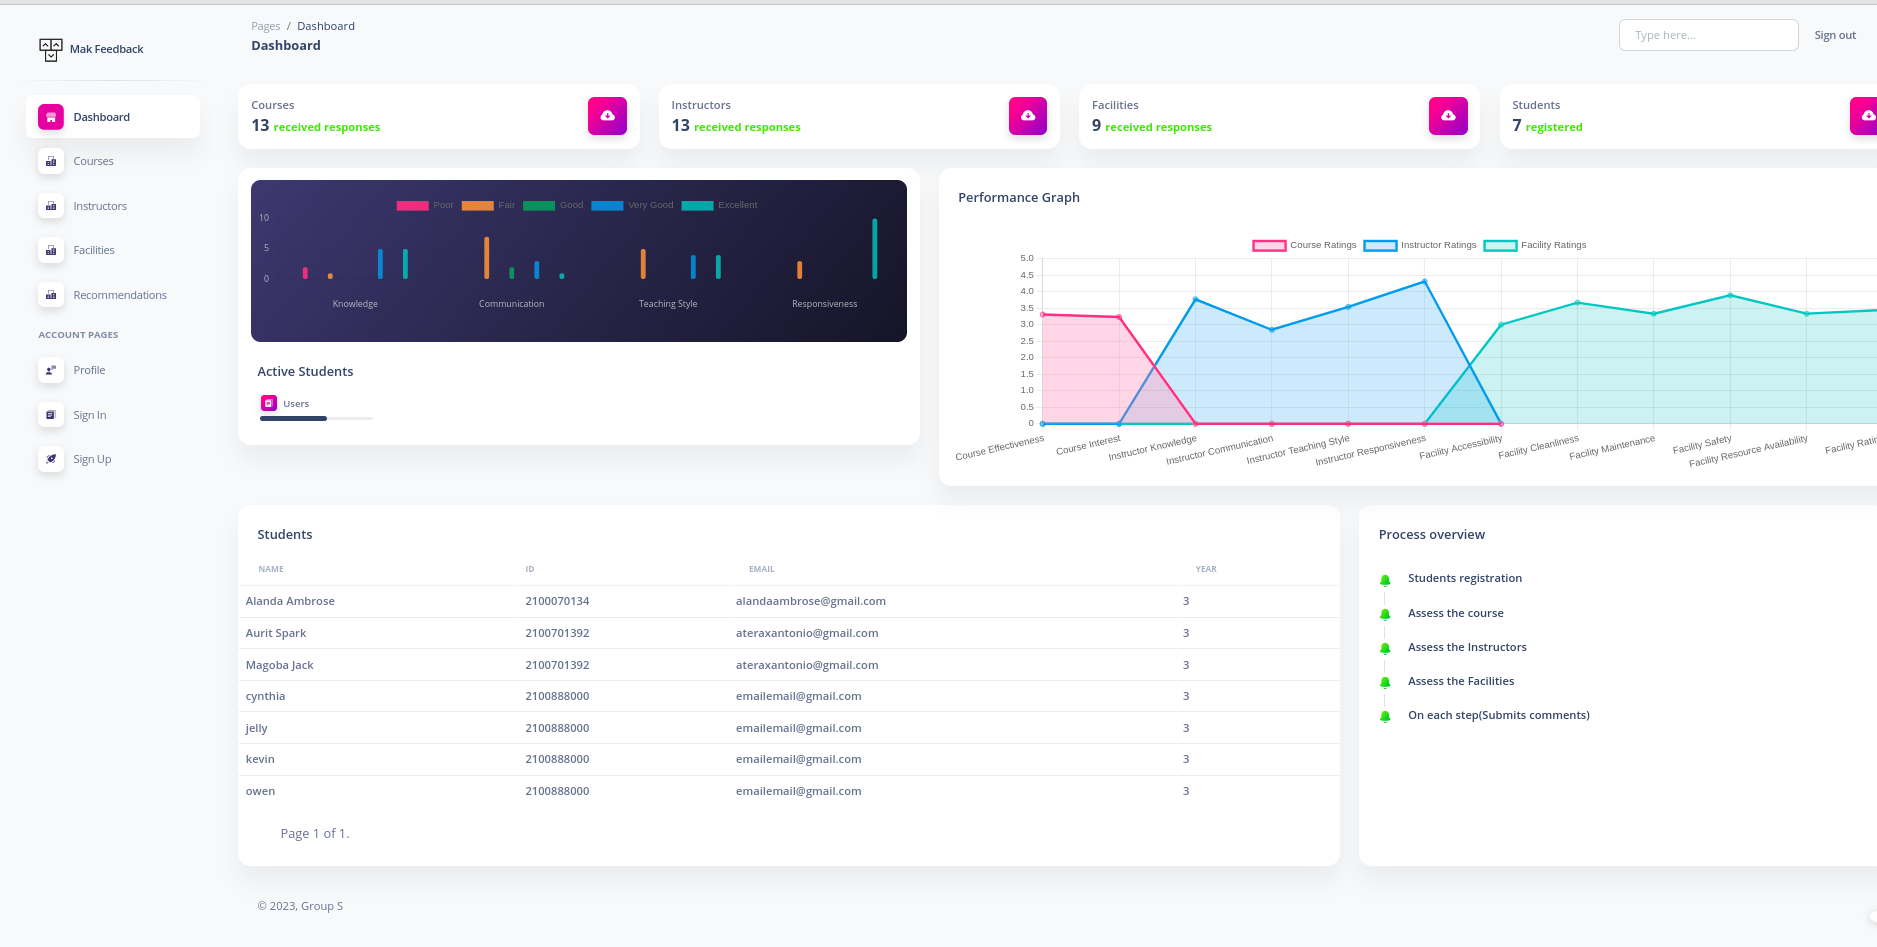 Mak Feedback
Dashboard
Courses
Instructors
Facilities
Recommendations
ACCOUNT PAGES
Profile
Sign In
Sign Up
Pages / Dashboard
Dashboard
Type here...
Sign out
Courses
13 received responses
Instructors
13 received responses
Facilities
9 received responses
Students
7 registered
Poor Fair Good Very Good Excellent
10
5
0
Knowledge Communication Teaching Style Responsiveness
Active Students
Users
Performance Graph
Course Ratings Instructor Ratings Facility Ratings
5.0
4.5
4.0
3.5
3.0
2.5
2.0
1.5
1.0
0.5
0
Course Effectiveness
Course Interest
Instructor Knowledge
Instructor Communication
Instructor Teaching Style
Instructor Responsiveness
Facility Accessibility
Facility Cleanliness
Facility Maintenance
Facility Safety
Facility Resource Availability
Facility
Students
NAME ID EMAIL YEAR
Alanda Ambrose 2100070134 alandaambrose@gmail.com 3
Aurit Spark 2100701392 ateraxantonio@gmail.com 3
Magoba Jack 2100701392 ateraxantonio@gmail.com 3
cynthia 2100888000 emailemail@gmail.com 3
jelly 2100888000 emailemail@gmail.com 3
kevin 2100888000 emailemail@gmail.com 3
owen 2100888000 emailemail@gmail.com 3
Page 1 of 1.
Process overview
Students registration
Assess the course
Assess the Instructors
Assess the Facilities
On each step(Submits comments)
© 2023, Group S